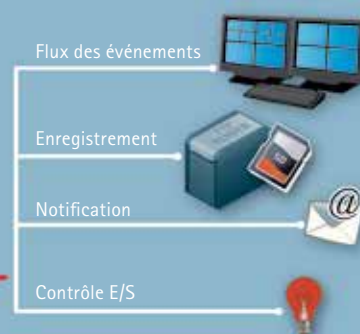 Flux des événements
Enregistrement
Notification
@
Contrôle E/S